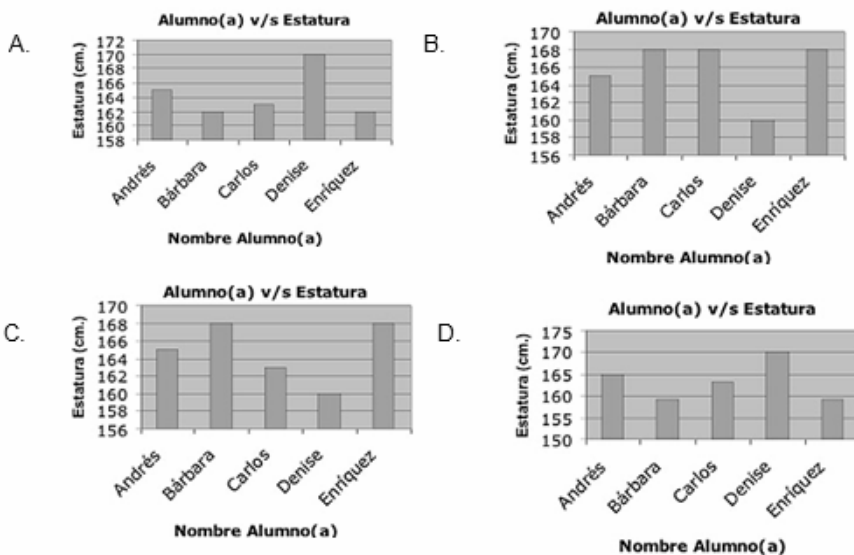 A.
Alumno(a) v/s Estatura
Estatura (cm.)
172
170
168
166
164
162
160
158
Andrés
Bárbara
Carlos
Denise
Enríquez
Nombre Alumno(a)
B.
Alumno(a) v/s Estatura
Estatura (cm.)
170
168
166
164
162
160
158
156
Andrés
Bárbara
Carlos
Denise
Enríquez
Nombre Alumno(a)
C.
Alumno(a) v/s Estatura
Estatura (cm.)
170
168
166
164
162
160
158
156
Andrés
Bárbara
Carlos
Denise
Enríquez
Nombre Alumno(a)
D.
Alumno(a) v/s Estatura
Estatura (cm.)
175
170
165
160
155
150
Andrés
Bárbara
Carlos
Denise
Enríquez
Nombre Alumno(a)